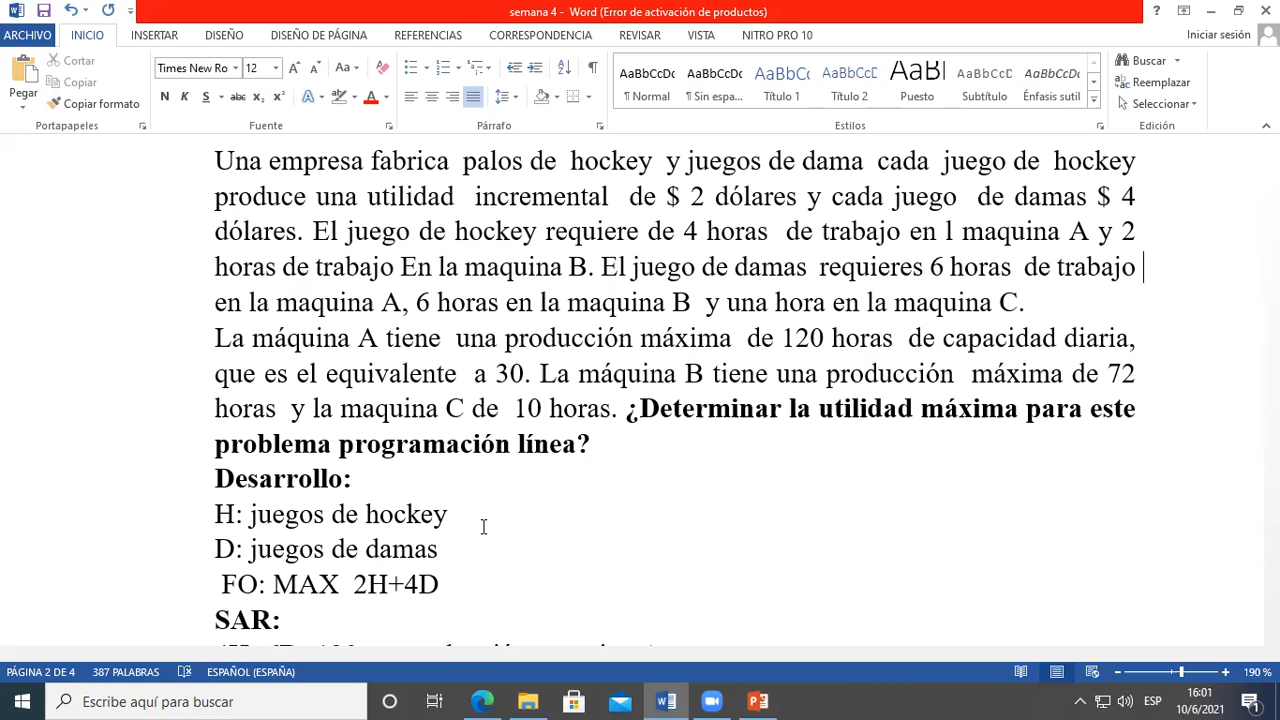 semana 4 - Word (Error de activación de productos)
ARCHIVO INICIO INSERTAR DISEÑO DISEÑO DE PÁGINA REFERENCIAS CORRESPONDENCIA REVISAR VISTA NITRO PRO 10 Iniciar sesión
Pegar
Cortar
Copiar
Copiar formato
Portapapeles
Times New Ro 12
N K S abc x₂ x²
Fuente
Párrafo
AaBbCcDc AaBbCcDc AaBbCcD AaBbCcD AaBl AaBbCcD AaBbCcDc
¶ Normal ¶ Sin espa... Título 1 Título 2 Puesto Subtítulo Énfasis sutil
Estilos
Buscar
Reemplazar
Seleccionar
Edición
Una empresa fabrica palos de hockey y juegos de dama cada juego de hockey
produce una utilidad incremental de $ 2 dólares y cada juego de damas $ 4
dólares. El juego de hockey requiere de 4 horas de trabajo en l maquina A y 2
horas de trabajo En la maquina B. El juego de damas requieres 6 horas de trabajo
en la maquina A, 6 horas en la maquina B y una hora en la maquina C.
La máquina A tiene una producción máxima de 120 horas de capacidad diaria,
que es el equivalente a 30. La máquina B tiene una producción máxima de 72
horas y la maquina C de 10 horas. ¿Determinar la utilidad máxima para este
problema programación línea?
Desarrollo:
H: juegos de hockey
D: juegos de damas
FO: MAX 2H+4D
SAR:
PÁGINA 2 DE 4 387 PALABRAS ESPAÑOL (ESPAÑA) 190 %
Escribe aquí para buscar
ESP
16:01
10/6/2021